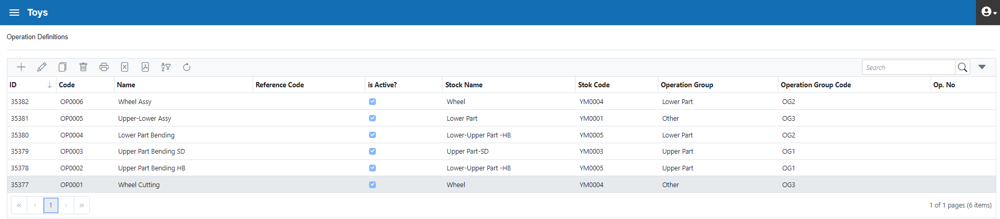 Toys
Operation Definitions
Search
ID Code Name Reference Code is Active? Stock Name Stok Code Operation Group Operation Group Code Op. No
35382 OP0006 Wheel Assy Wheel YM0004 Lower Part OG2
35381 OP0005 Upper-Lower Assy Lower Part YM0001 Other OG3
35380 OP0004 Lower Part Bending Lower-Upper Part -HB YM0005 Lower Part OG2
35379 OP0003 Upper Part Bending SD Upper Part-SD YM0003 Upper Part OG1
35378 OP0002 Upper Part Bending HB Lower-Upper Part -HB YM0005 Upper Part OG1
35377 OP0001 Wheel Cutting Wheel YM0004 Other OG3
« ‹ 1 › » 1 of 1 pages (6 items)